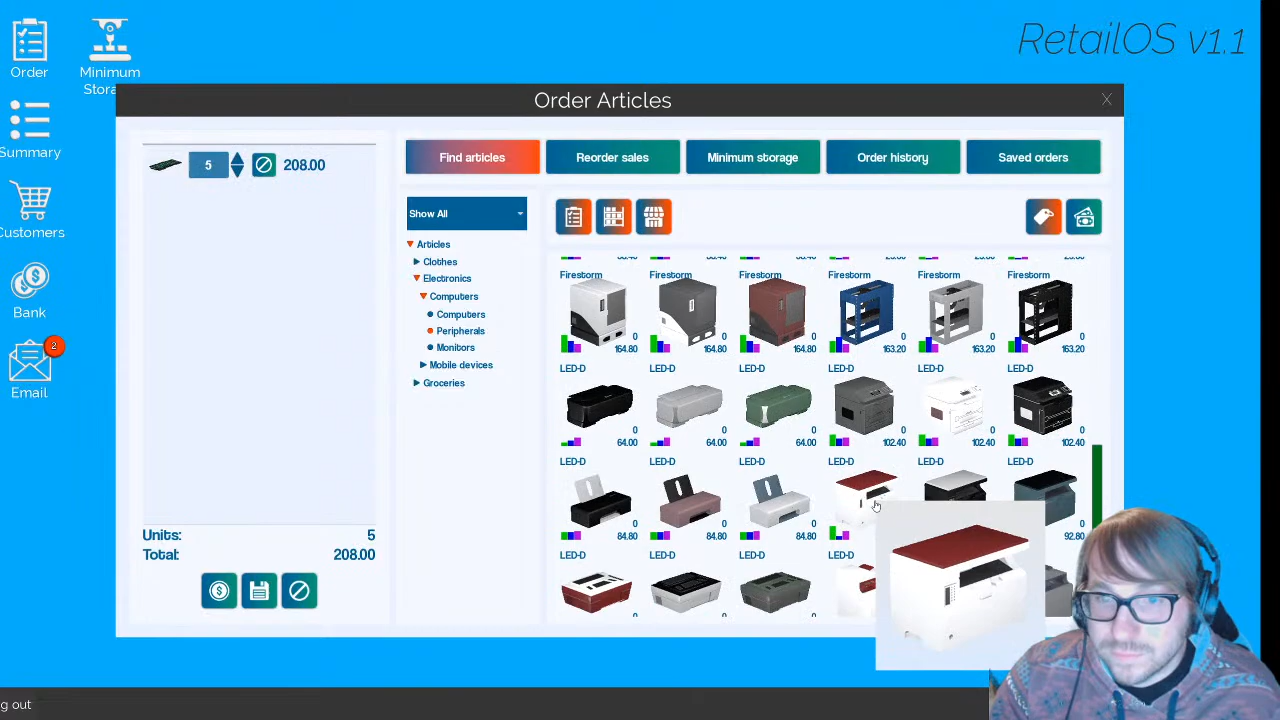 RetailOS v1.1
Order
Minimum
Stora
Summary
Customers
Bank
2
Email
Order Articles
X
5
208.00
Units: 5
Total: 208.00
Find articles
Reorder sales
Minimum storage
Order history
Saved orders
Show All
Articles
Clothes
Electronics
Computers
Computers
Peripherals
Monitors
Mobile devices
Groceries
Firestorm Firestorm Firestorm Firestorm Firestorm Firestorm
0 0 0 0 0 0
164.80 164.80 164.80 163.20 163.20 163.20
LED-D LED-D LED-D LED-D LED-D LED-D
0 0 0 0 0 0
64.00 64.00 64.00 102.40 102.40 102.40
LED-D LED-D LED-D LED-D LED-D LED-D
0 0 0
84.80 84.80 84.80 92.80
LED-D LED-D LED-D LED-D
0 0 0
g out